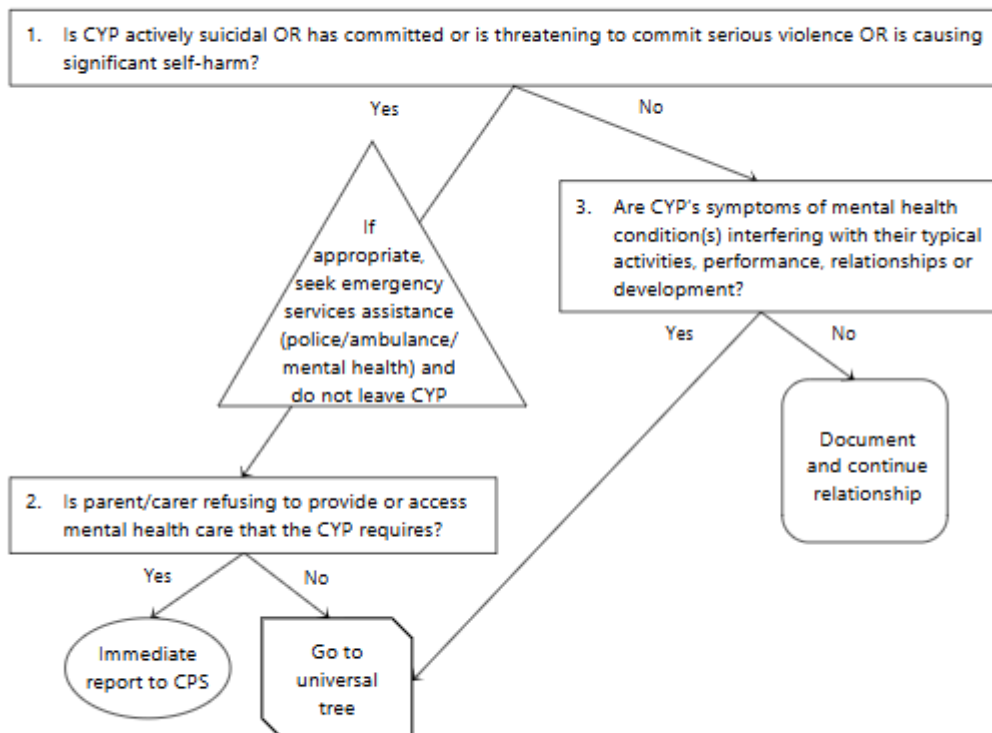 1. Is CYP actively suicidal OR has committed or is threatening to commit serious violence OR is causing
significant self-harm?
Yes
No
If
appropriate,
seek emergency
services assistance
(police/ambulance/
mental health) and
do not leave CYP
3. Are CYP's symptoms of mental health
condition(s) interfering with their typical
activities, performance, relationships or
development?
Yes
No
Document
and continue
relationship
2. Is parent/carer refusing to provide or access
mental health care that the CYP requires?
Yes
No
Immediate
report to CPS
Go to
universal
tree